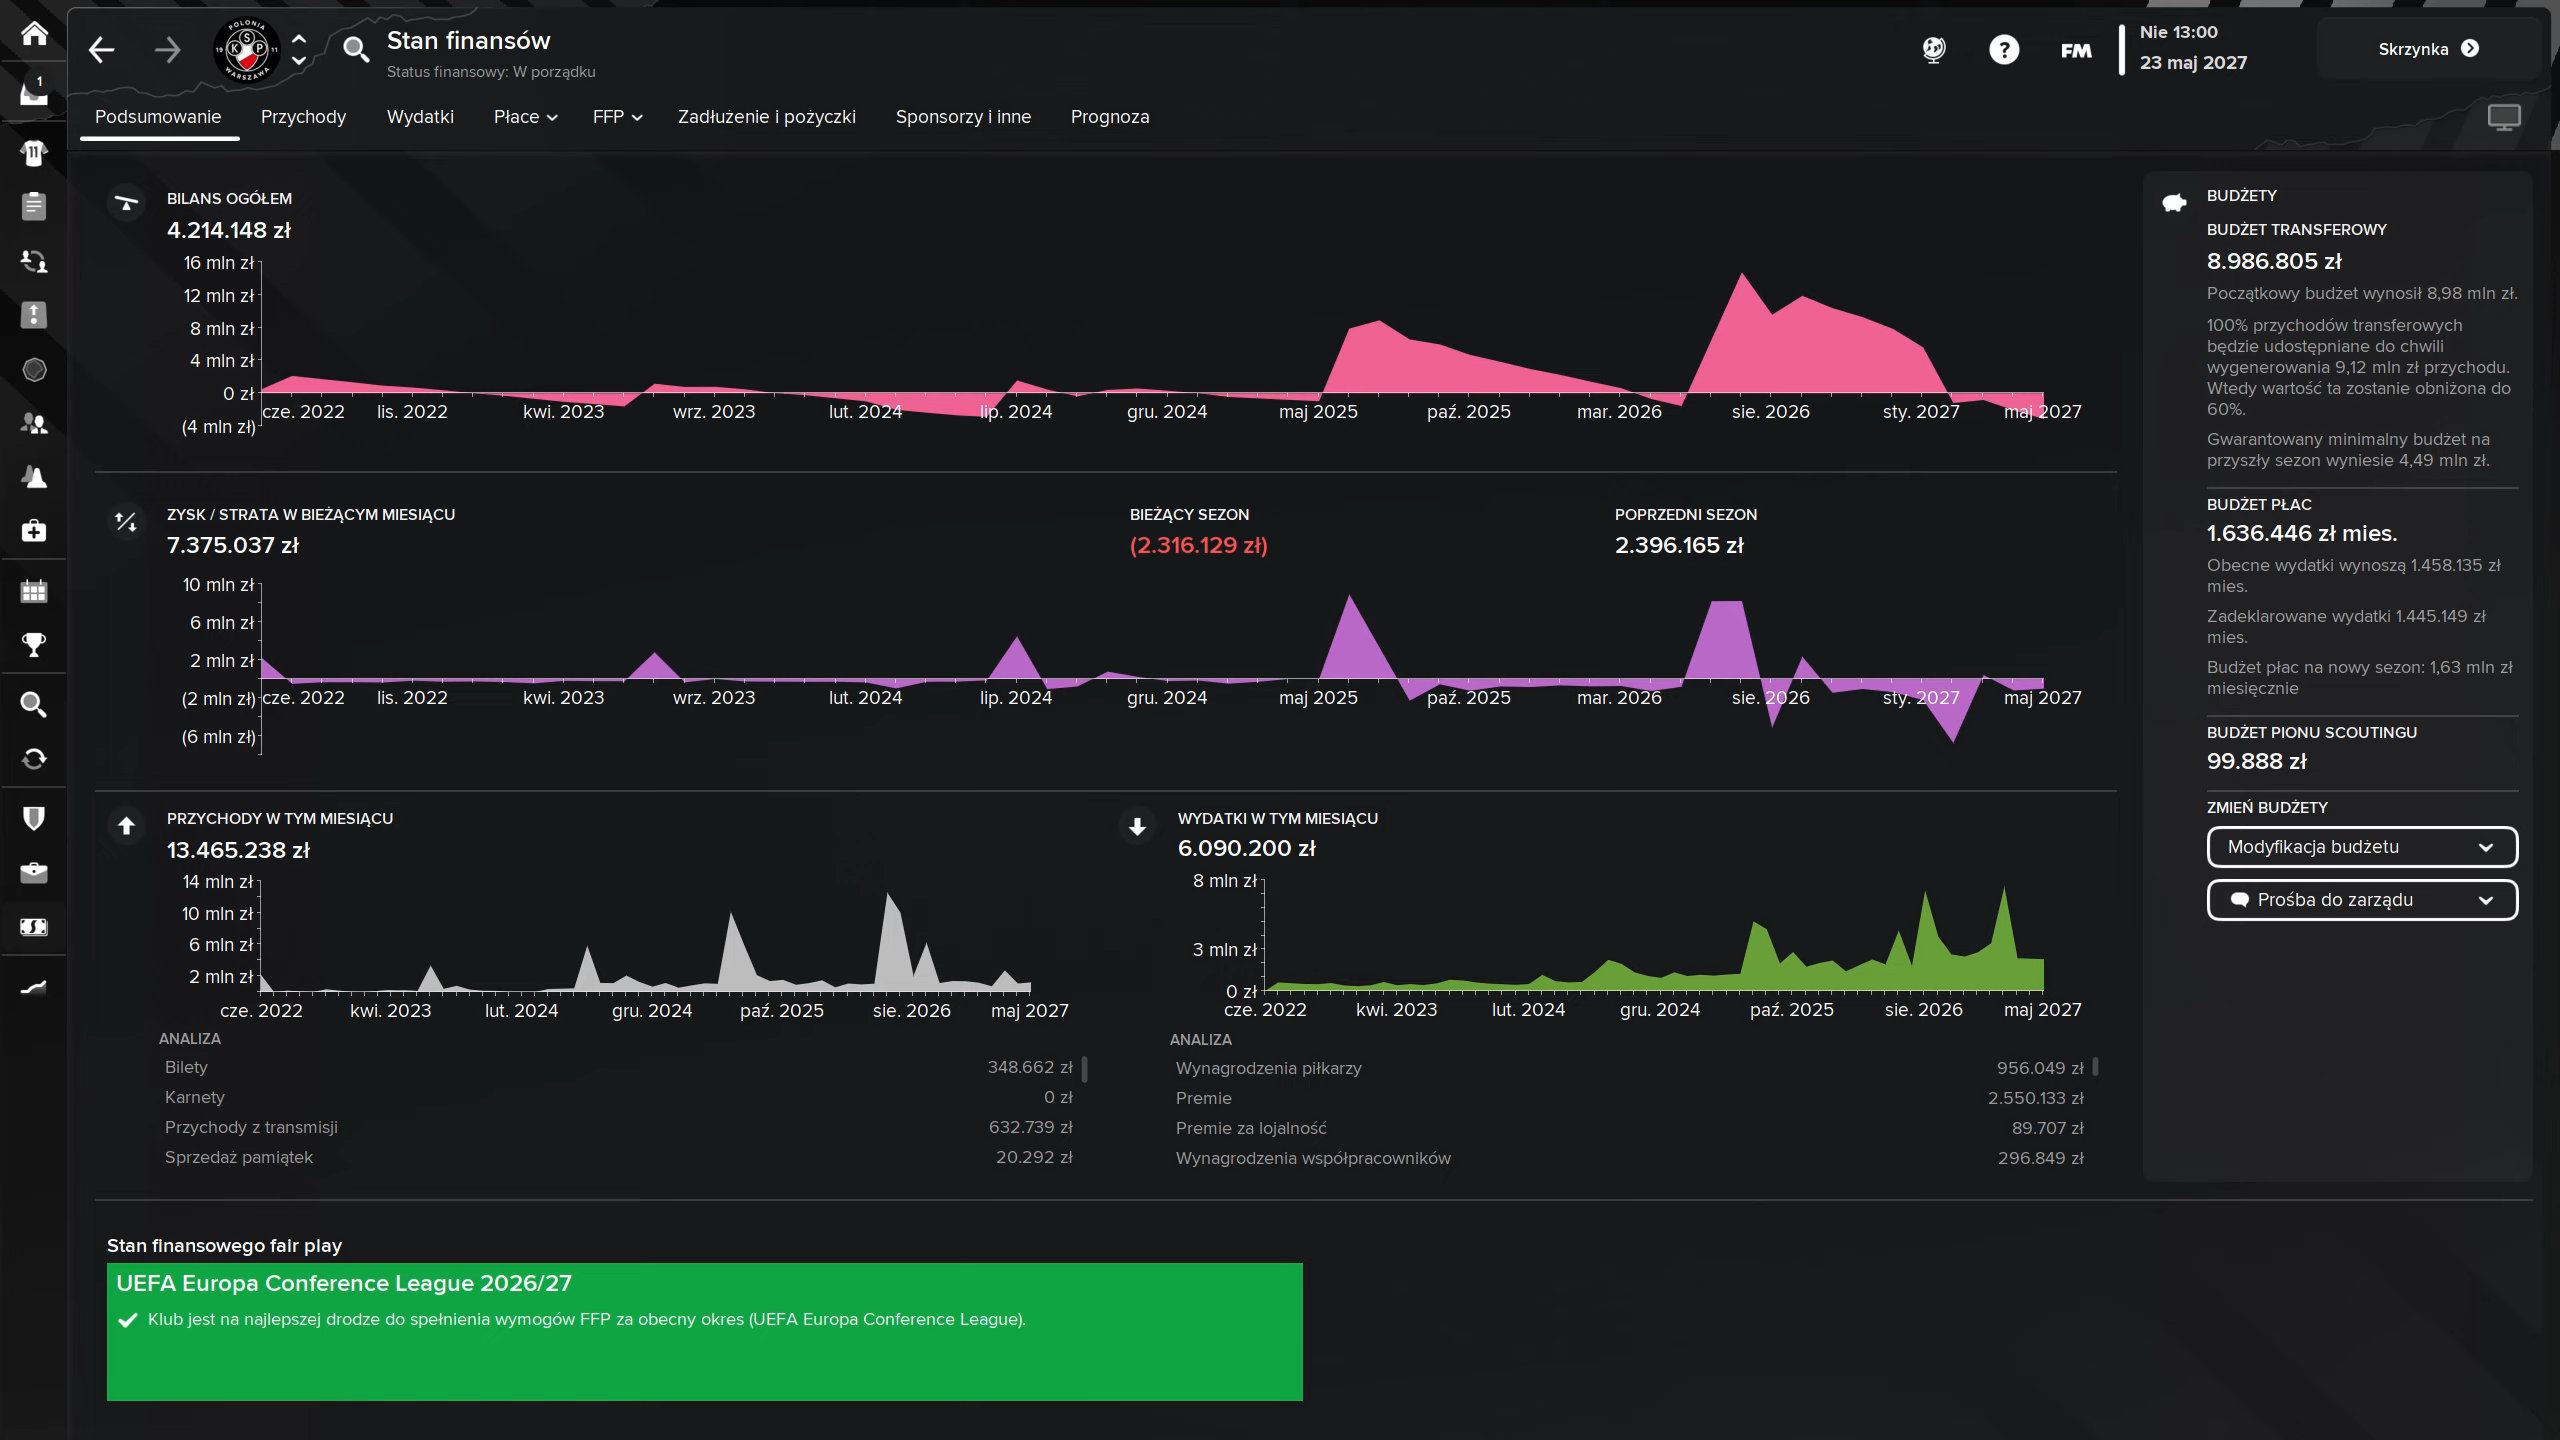 Stan finansów
Status finansowy: W porządku
POLONIA
19 KSP 11
WARSZAWA
FM
Nie 13:00
23 maj 2027
Skrzynka
1
11
Podsumowanie
Przychody
Wydatki
Płace
FFP
Zadłużenie i pożyczki
Sponsorzy i inne
Prognoza
BILANS OGÓŁEM
4.214.148 zł
16 mln zł
12 mln zł
8 mln zł
4 mln zł
0 zł
(4 mln zł)
cze. 2022 lis. 2022 kwi. 2023 wrz. 2023 lut. 2024 lip. 2024 gru. 2024 maj 2025 paź. 2025 mar. 2026 sie. 2026 sty. 2027 maj 2027
ZYSK / STRATA W BIEŻĄCYM MIESIĄCU
7.375.037 zł
BIEŻĄCY SEZON
(2.316.129 zł)
POPRZEDNI SEZON
2.396.165 zł
10 mln zł
6 mln zł
2 mln zł
(2 mln zł)
(6 mln zł)
cze. 2022 lis. 2022 kwi. 2023 wrz. 2023 lut. 2024 lip. 2024 gru. 2024 maj 2025 paź. 2025 mar. 2026 sie. 2026 sty. 2027 maj 2027
PRZYCHODY W TYM MIESIĄCU
13.465.238 zł
14 mln zł
10 mln zł
6 mln zł
2 mln zł
cze. 2022 kwi. 2023 lut. 2024 gru. 2024 paź. 2025 sie. 2026 maj 2027
ANALIZA
Bilety 348.662 zł
Karnety 0 zł
Przychody z transmisji 632.739 zł
Sprzedaż pamiątek 20.292 zł
WYDATKI W TYM MIESIĄCU
6.090.200 zł
8 mln zł
3 mln zł
0 zł
cze. 2022 kwi. 2023 lut. 2024 gru. 2024 paź. 2025 sie. 2026 maj 2027
ANALIZA
Wynagrodzenia piłkarzy 956.049 zł
Premie 2.550.133 zł
Premie za lojalność 89.707 zł
Wynagrodzenia współpracowników 296.849 zł
BUDŻETY
BUDŻET TRANSFEROWY
8.986.805 zł
Początkowy budżet wynosił 8,98 mln zł.
100% przychodów transferowych
będzie udostępniane do chwili
wygenerowania 9,12 mln zł przychodu.
Wtedy wartość ta zostanie obniżona do
60%.
Gwarantowany minimalny budżet na
przyszły sezon wyniesie 4,49 mln zł.
BUDŻET PŁAC
1.636.446 zł mies.
Obecne wydatki wynoszą 1.458.135 zł
mies.
Zadeklarowane wydatki 1.445.149 zł
mies.
Budżet płac na nowy sezon: 1,63 mln zł
miesięcznie
BUDŻET PIONU SCOUTINGU
99.888 zł
ZMIEŃ BUDŻETY
Modyfikacja budżetu
Prośba do zarządu
Stan finansowego fair play
UEFA Europa Conference League 2026/27
Klub jest na najlepszej drodze do spełnienia wymogów FFP za obecny okres (UEFA Europa Conference League).